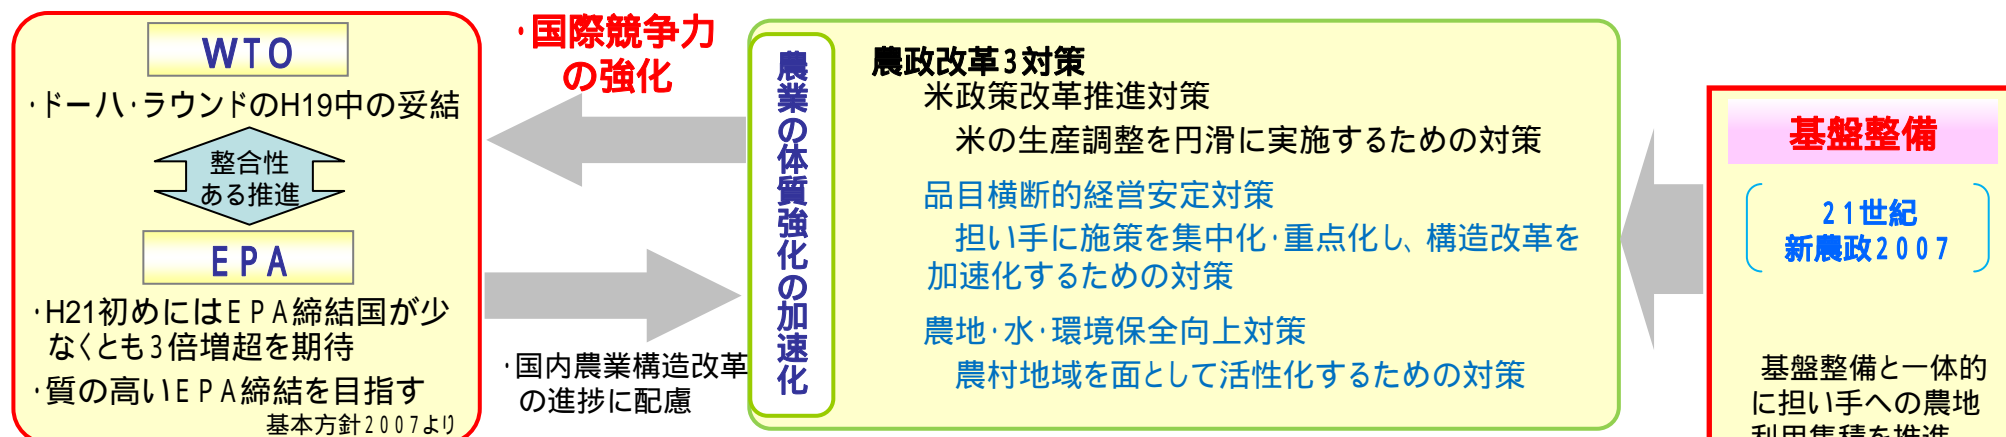 WTO
・ドーハ・ラウンドのH19中の妥結
整合性
ある推進
EPA
・H21初めにはEPA締結国が少
なくとも3倍増超を期待
・質の高いEPA締結を目指す
基本方針2007より
・国際競争力
の強化
・国内農業構造改革
の進捗に配慮
農業の体質強化の加速化
農政改革3対策
米政策改革推進対策
米の生産調整を円滑に実施するための対策
品目横断的経営安定対策
担い手に施策を集中化・重点化し、構造改革を
加速化するための対策
農地・水・環境保全向上対策
農村地域を面として活性化するための対策
基盤整備
21世紀
新農政2007
基盤整備と一体的
に担い手への農地
利用集積を推進